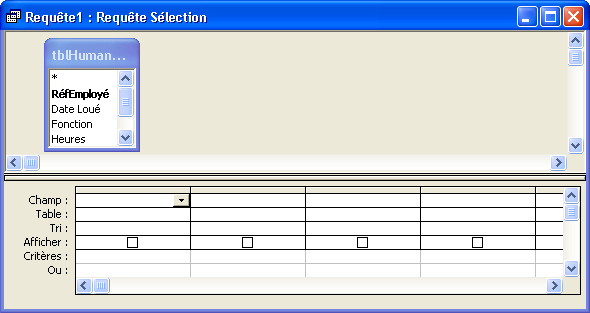 Requête1 : Requête Sélection
tblHuman...
*
RéfEmployé
Date Loué
Fonction
Heures
Champ :
Table :
Tri :
Afficher :
Critères :
Ou :